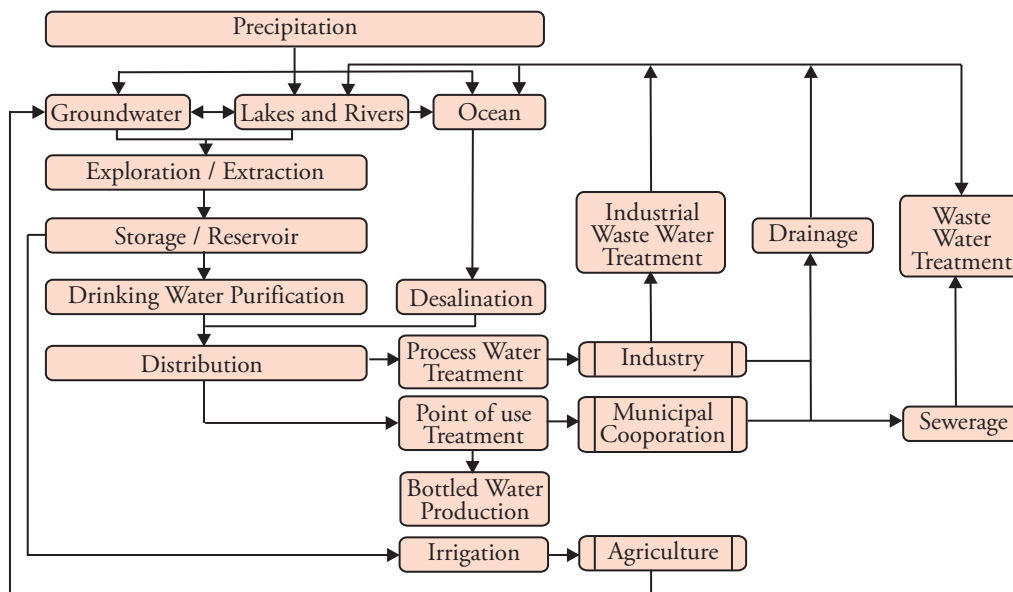 Precipitation
Groundwater
Lakes and Rivers
Ocean
Exploration / Extraction
Storage / Reservoir
Industrial
Waste Water
Treatment
Drainage
Waste
Water
Treatment
Drinking Water Purification
Desalination
Distribution
Process Water
Treatment
Industry
Point of use
Treatment
Municipal
Cooporation
Sewerage
Bottled Water
Production
Irrigation
Agriculture